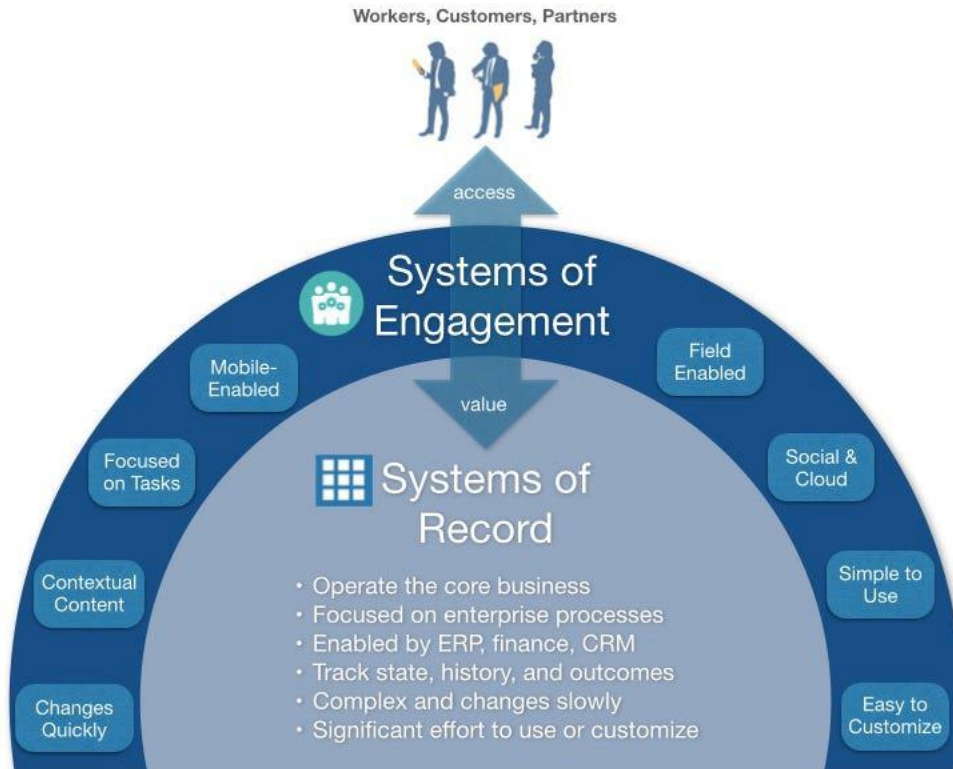 Workers, Customers, Partners
access
Systems of
Engagement
Mobile-
Enabled
Field
Enabled
value
Focused
on Tasks
Social &
Cloud
Systems of
Record
Contextual
Content
Simple to
Use
• Operate the core business
• Focused on enterprise processes
• Enabled by ERP, finance, CRM
• Track state, history, and outcomes
• Complex and changes slowly
• Significant effort to use or customize
Changes
Quickly
Easy to
Customize